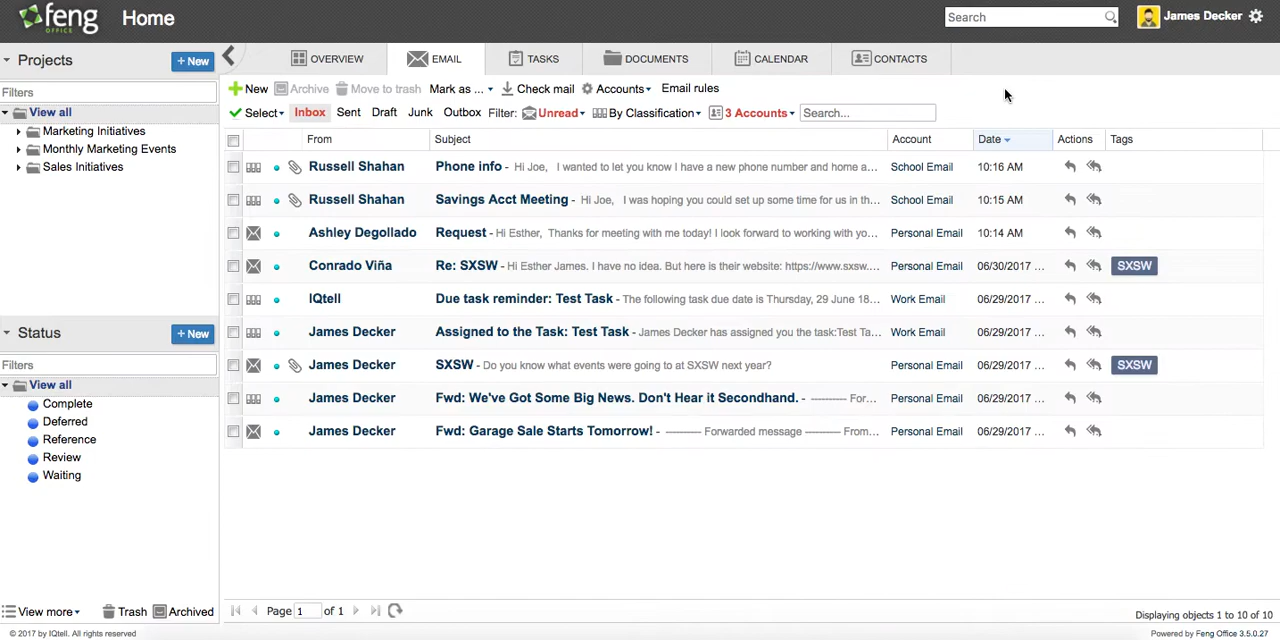 feng
OFFICE
Home
Search
James Decker
Projects
+ New
OVERVIEW
EMAIL
TASKS
DOCUMENTS
CALENDAR
CONTACTS
Filters
New Archive Move to trash Mark as ... Check mail Accounts Email rules
View all
Select Inbox Sent Draft Junk Outbox Filter: Unread By Classification 3 Accounts Search...
Marketing Initiatives
Monthly Marketing Events
Sales Initiatives
From Subject Account Date Actions Tags
Russell Shahan Phone info - Hi Joe, I wanted to let you know I have a new phone number and home a... School Email 10:16 AM
Russell Shahan Savings Acct Meeting - Hi Joe, I was hoping you could set up some time for us in th... School Email 10:15 AM
Ashley Degollado Request - Hi Esther, Thanks for meeting with me today! I look forward to working with yo... Personal Email 10:14 AM
Conrado Viña Re: SXSW - Hi Esther James. I have no idea. But here is their website: https://www.sxsw.... Personal Email 06/30/2017 ... SXSW
IQtell Due task reminder: Test Task - The following task due date is Thursday, 29 June 18... Work Email 06/29/2017 ...
James Decker Assigned to the Task: Test Task - James Decker has assigned you the task:Test Ta... Work Email 06/29/2017 ...
James Decker SXSW - Do you know what events were going to at SXSW next year? Personal Email 06/29/2017 ... SXSW
James Decker Fwd: We've Got Some Big News. Don't Hear it Secondhand. - ---------- For... Personal Email 06/29/2017 ...
James Decker Fwd: Garage Sale Starts Tomorrow! - ---------- Forwarded message ---------- From... Personal Email 06/29/2017 ...
Status
+ New
Filters
View all
Complete
Deferred
Reference
Review
Waiting
View more Trash Archived
Page 1 of 1
Displaying objects 1 to 10 of 10
© 2017 by IQtell. All rights reserved
Powered by Feng Office 3.5.0.27